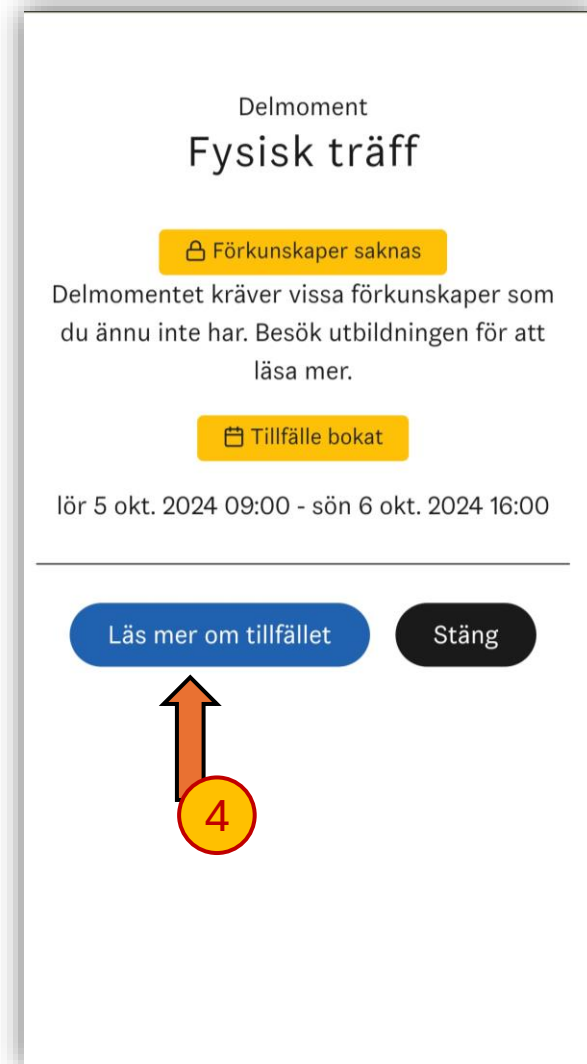 Delmoment
Fysisk träff
Förkunskaper saknas
Delmomentet kräver vissa förkunskaper som
du ännu inte har. Besök utbildningen för att
läsa mer.
Tillfälle bokat
lör 5 okt. 2024 09:00 - sön 6 okt. 2024 16:00
Läs mer om tillfället
Stäng
4